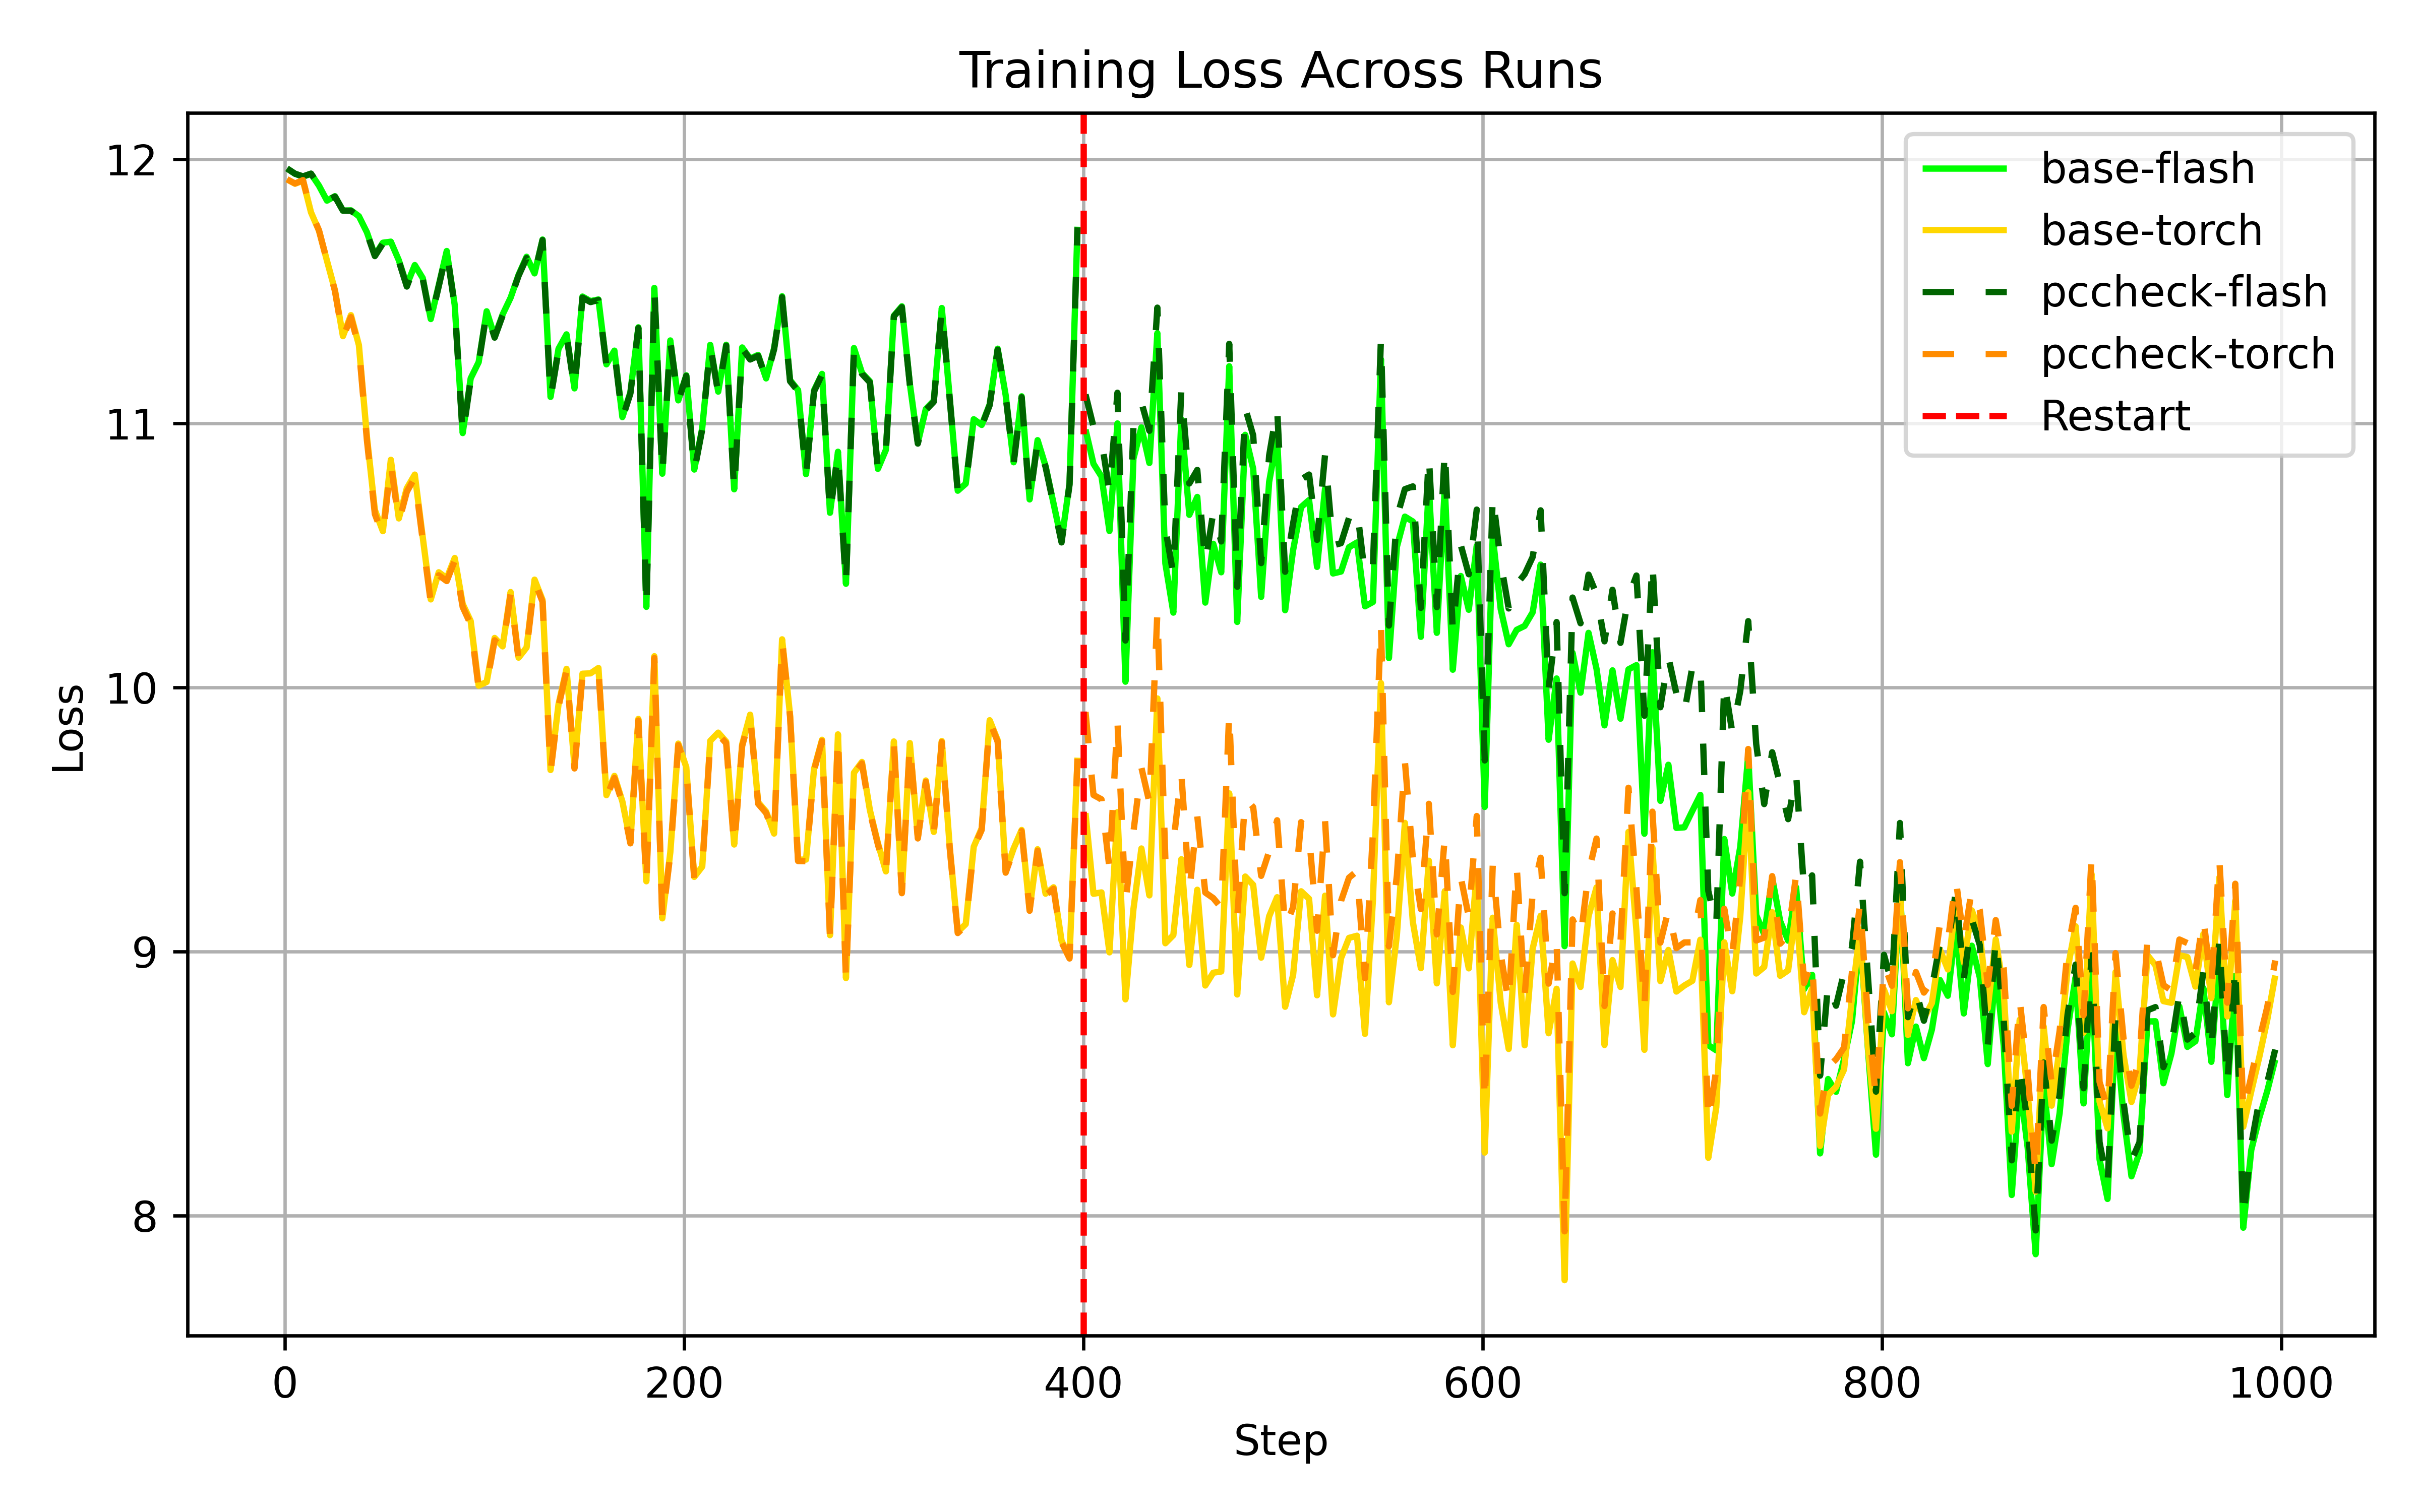 Training Loss Across Runs
base-flash
base-torch
pccheck-flash
pccheck-torch
Restart
Loss
12
11
10
9
8
0 200 400 600 800 1000
Step